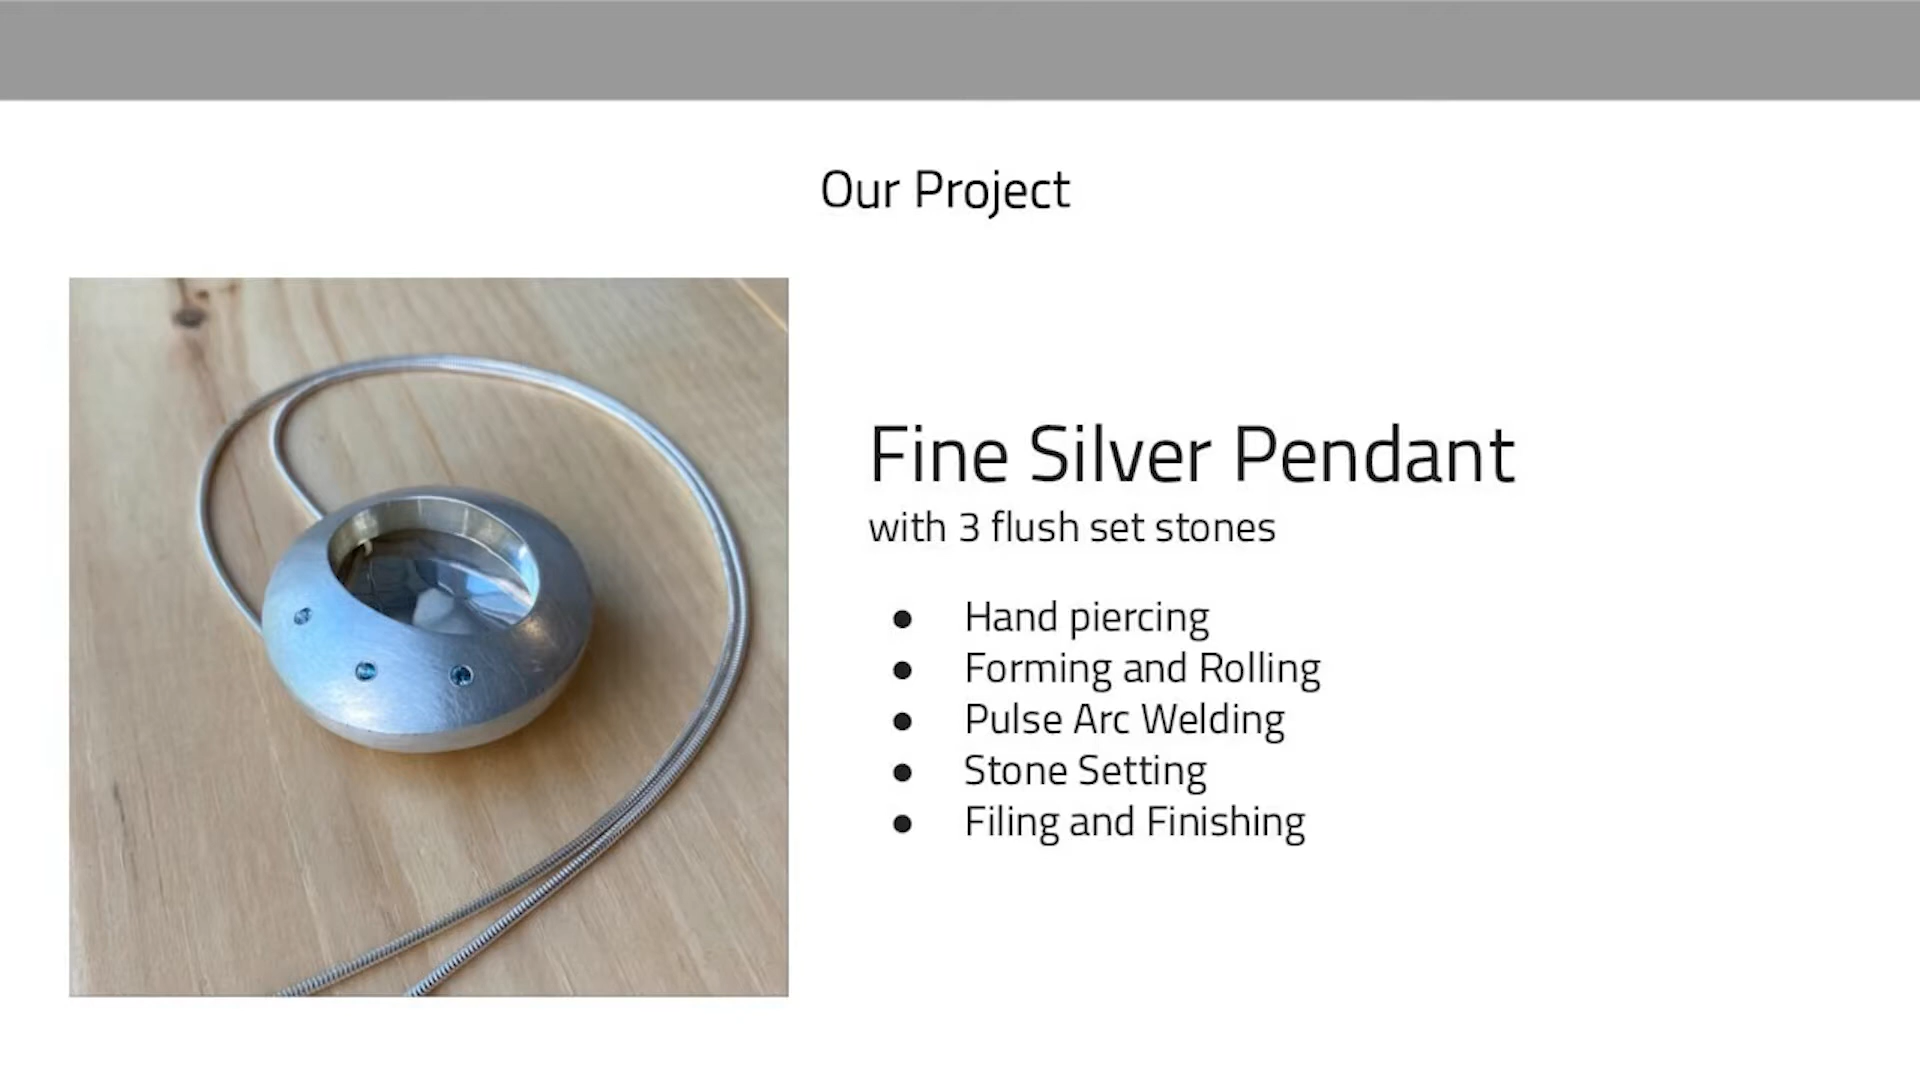 Our Project
Fine Silver Pendant
with 3 flush set stones
● Hand piercing
● Forming and Rolling
● Pulse Arc Welding
● Stone Setting
● Filing and Finishing